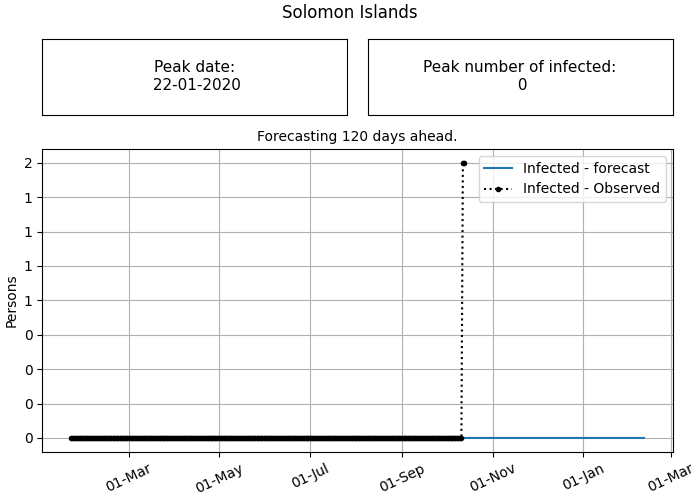 Solomon Islands
Peak date:
22-01-2020
Peak number of infected:
0
Forecasting 120 days ahead.
Infected - forecast
Infected - Observed
Persons
2
1
1
1
1
0
0
0
0
01-Mar
01-May
01-Jul
01-Sep
01-Nov
01-Jan
01-Mar